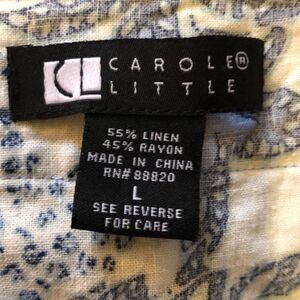 CL CAROLE®
LITTLE
55% LINEN
45% RAYON
MADE IN CHINA
RN# 88820
L
SEE REVERSE
FOR CARE